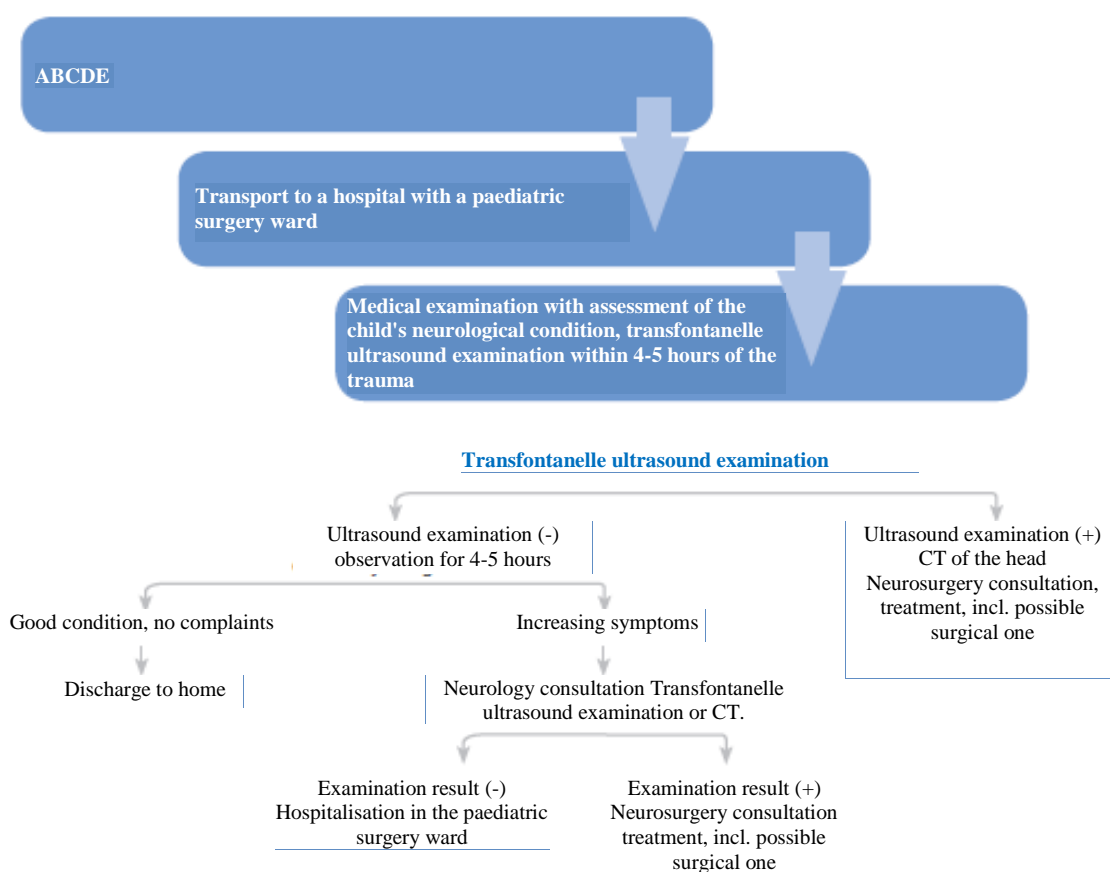 ABCDE
Transport to a hospital with a paediatric
surgery ward
Medical examination with assessment of the
child's neurological condition, transfontanelle
ultrasound examination within 4-5 hours of the
trauma
Transfontanelle ultrasound examination
Ultrasound examination (-)
observation for 4-5 hours
Ultrasound examination (+)
CT of the head
Neurosurgery consultation,
treatment, incl. possible
surgical one
Good condition, no complaints
Increasing symptoms
Discharge to home
Neurology consultation Transfontanelle
ultrasound examination or CT.
Examination result (-)
Hospitalisation in the paediatric
surgery ward
Examination result (+)
Neurosurgery consultation
treatment, incl. possible
surgical one